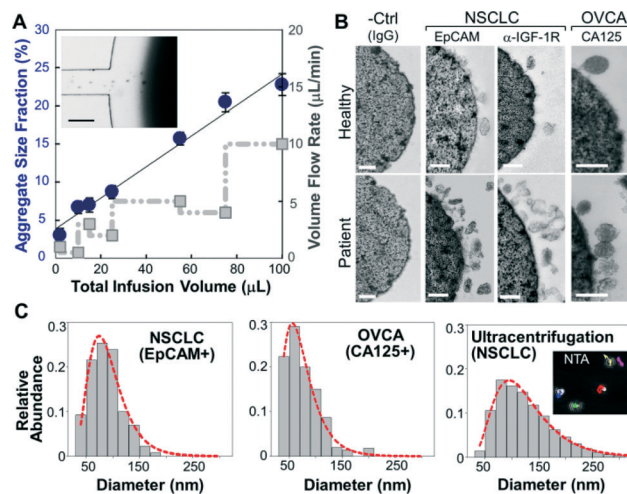 A
Aggregate Size Fraction (%)
30
25
20
15
10
5
0
20
15
10
5
0
Volume Flow Rate (μL/min)
0 20 40 60 80 100
Total Infusion Volume (μL)
B
-Ctrl
(IgG)
NSCLC
EpCAM α-IGF-1R
OVCA
CA125
Healthy
Patient
C
Relative
Abundance
0.3
0.2
0.1
0
NSCLC
(EpCAM+)
50 150 250
Diameter (nm)
0.3
0.2
0.1
0
OVCA
(CA125+)
50 150 250
Diameter (nm)
0.3
0.2
0.1
0
Ultracentrifugation
(NSCLC)
NTA
50 150 250
Diameter (nm)